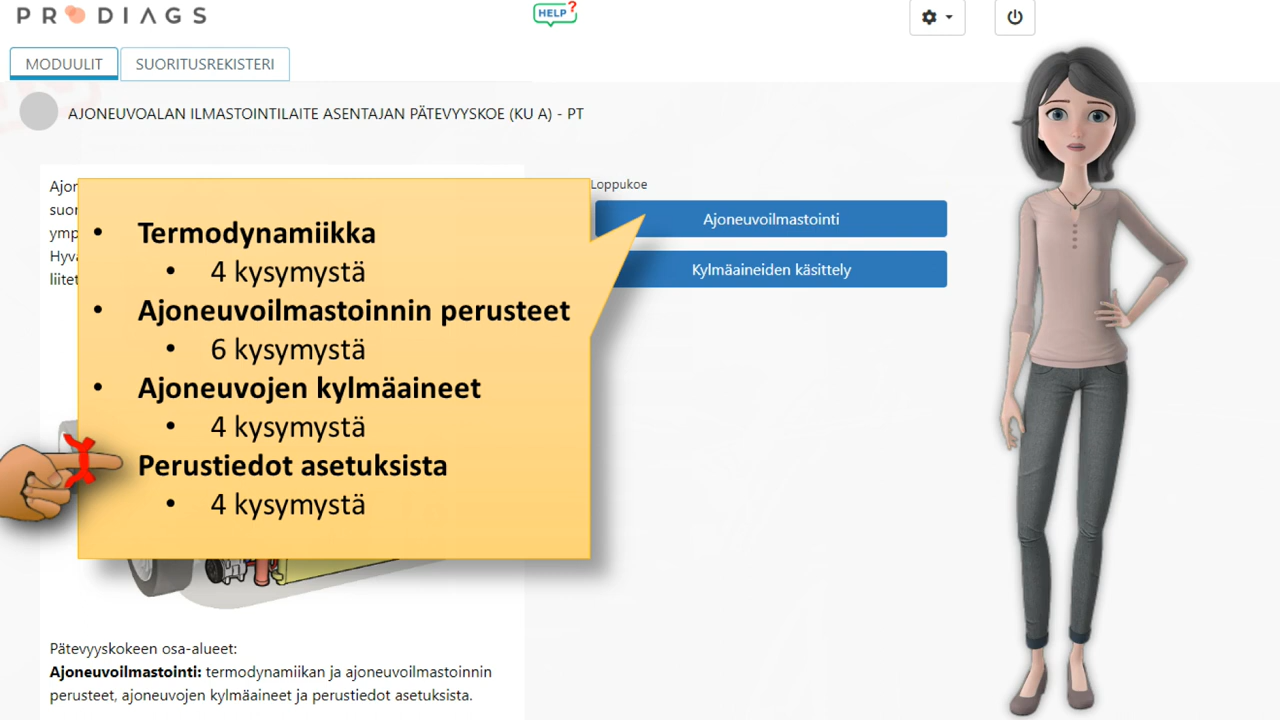 PRODIAGS
HELP?
MODUULIT
SUORITUSREKISTERI
AJONEUVOALAN ILMASTOINTILAITE ASENTAJAN PÄTEVYYSKOE (KU A) - PT
Loppukoe
Ajoneuvoilmastointi
Kylmäaineiden käsittely
• Termodynamiikka
• 4 kysymystä
• Ajoneuvoilmastoinnin perusteet
• 6 kysymystä
• Ajoneuvojen kylmäaineet
• 4 kysymystä
Perustiedot asetuksista
• 4 kysymystä
Pätevyyskokeen osa-alueet:
Ajoneuvoilmastointi: termodynamiikan ja ajoneuvoilmastoinnin
perusteet, ajoneuvojen kylmäaineet ja perustiedot asetuksista.